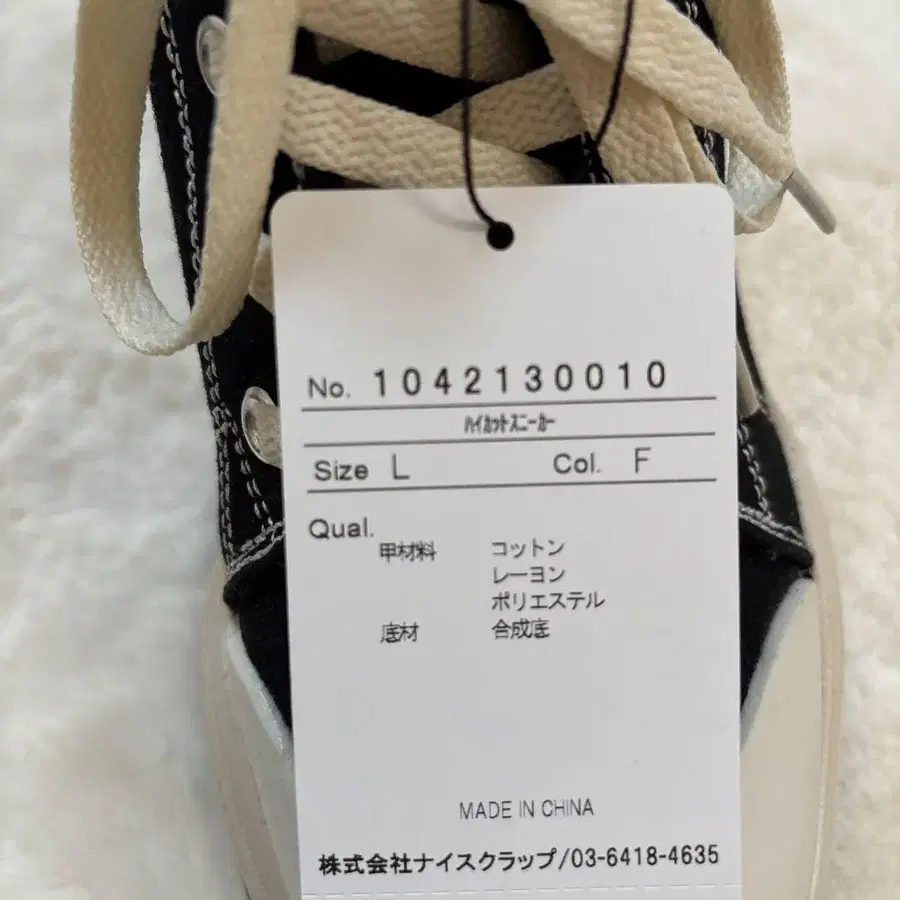 No. 1042130010
ﾊｲｶｯﾄｽﾆｰｶｰ
Size L Col. F
Qual.
甲材料 コットン
レーヨン
ポリエステル
底材 合成底
MADE IN CHINA
株式会社ナイスクラップ/03-6418-4635